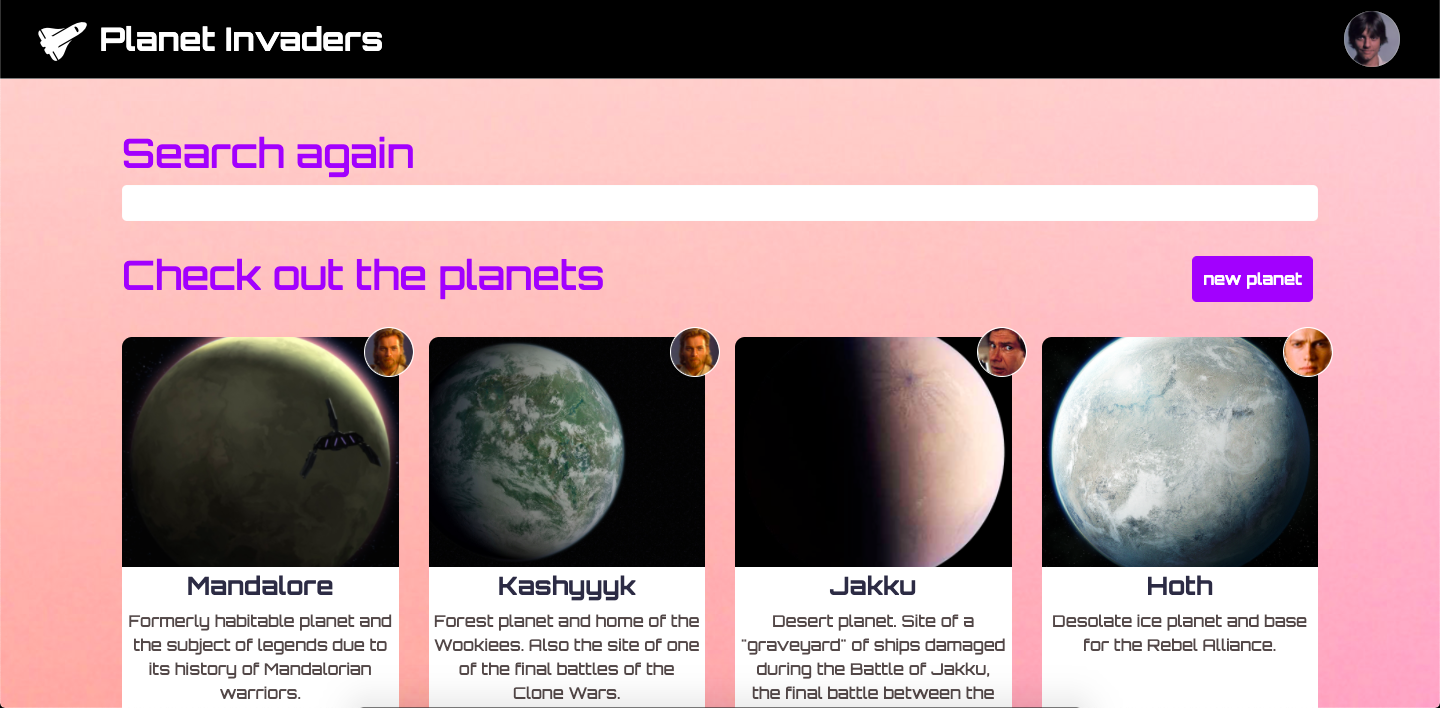 Planet Invaders
Search again
Check out the planets
new planet
Mandalore
Formerly habitable planet and
the subject of legends due to
its history of Mandalorian
warriors.
Kashyyyk
Forest planet and home of the
Wookiees. Also the site of one
of the final battles of the
Clone Wars.
Jakku
Desert planet. Site of a
"graveyard" of ships damaged
during the Battle of Jakku,
the final battle between the
Hoth
Desolate ice planet and base
for the Rebel Alliance.